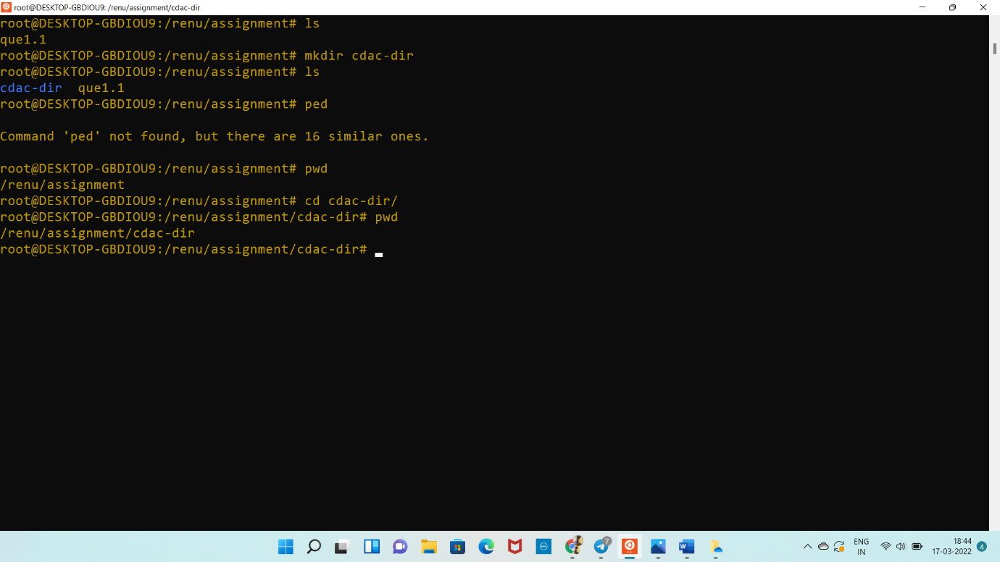 root@DESKTOP-GBDIOU9: /renu/assignment/cdac-dir
root@DESKTOP-GBDIOU9:/renu/assignment# ls
que1.1
root@DESKTOP-GBDIOU9:/renu/assignment# mkdir cdac-dir
root@DESKTOP-GBDIOU9:/renu/assignment# ls
cdac-dir  que1.1
root@DESKTOP-GBDIOU9:/renu/assignment# ped
Command 'ped' not found, but there are 16 similar ones.
root@DESKTOP-GBDIOU9:/renu/assignment# pwd
/renu/assignment
root@DESKTOP-GBDIOU9:/renu/assignment# cd cdac-dir/
root@DESKTOP-GBDIOU9:/renu/assignment/cdac-dir# pwd
/renu/assignment/cdac-dir
root@DESKTOP-GBDIOU9:/renu/assignment/cdac-dir#
7
ENG
IN
18:44
17-03-2022
4